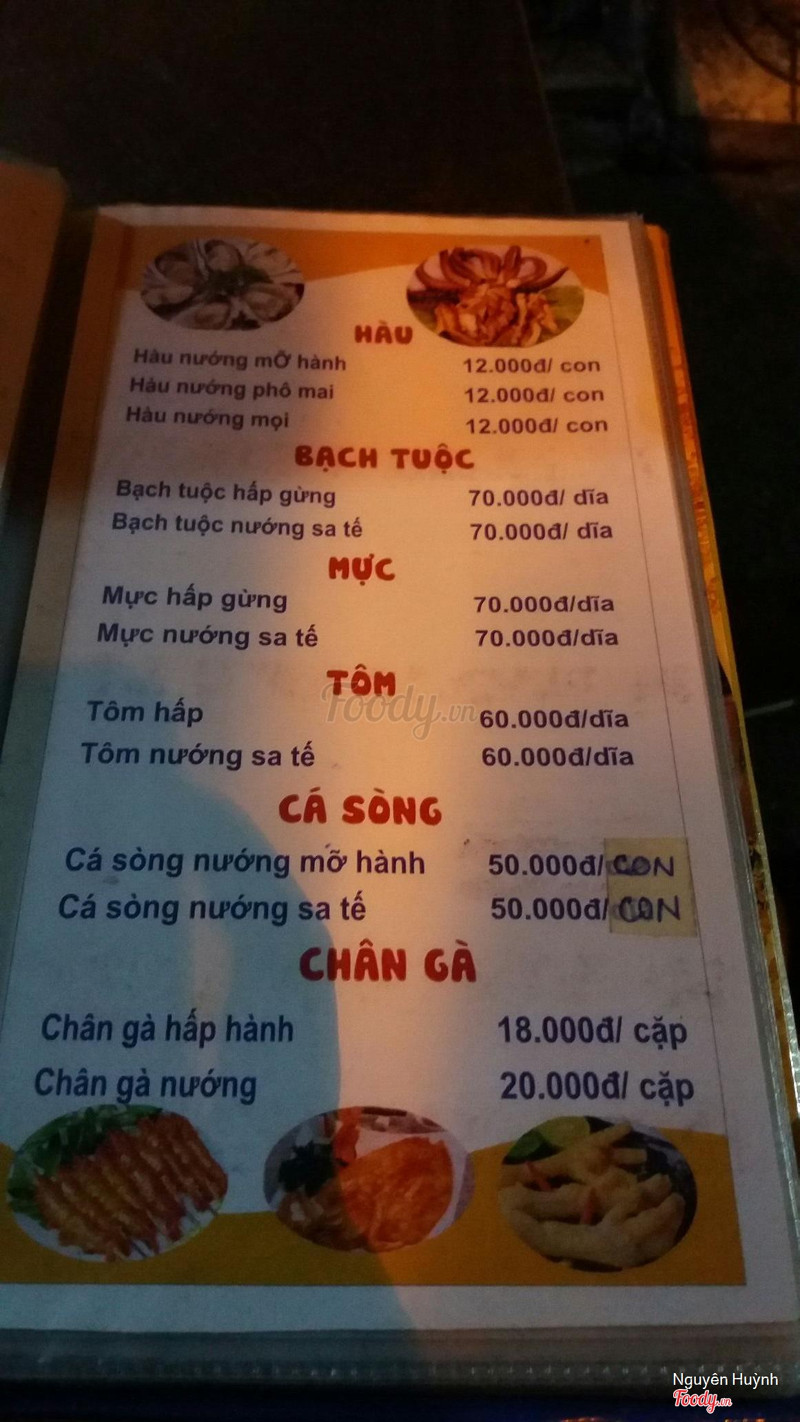 HÀU
Hàu nướng mỡ hành 12.000đ/ con
Hàu nướng phô mai 12.000đ/ con
Hàu nướng mọi 12.000đ/ con
BẠCH TUỘC
Bạch tuộc hấp gừng 70.000đ/ dĩa
Bạch tuộc nướng sa tế 70.000đ/ dĩa
MỰC
Mực hấp gừng 70.000đ/dĩa
Mực nướng sa tế 70.000đ/dĩa
TÔM
Foody.vn
Tôm hấp 60.000đ/dĩa
Tôm nướng sa tế 60.000đ/dĩa
CÁ SÒNG
Cá sòng nướng mỡ hành 50.000đ/ CON
Cá sòng nướng sa tế 50.000đ/ CON
CHÂN GÀ
Chân gà hấp hành 18.000đ/ cặp
Chân gà nướng 20.000đ/ cặp
Nguyên Huỳnh
Foody.vn